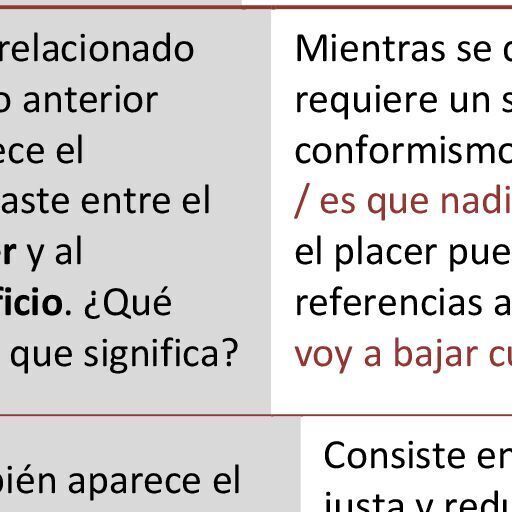 relacionado
o anterior
ece el
aste entre el
r y al
ficio. ¿Qué
que significa?
Mientras se
requiere un s
conformismo
/ es que nadi
el placer pue
referencias a
voy a bajar cu
bién aparece el
Consiste en
justa y redu